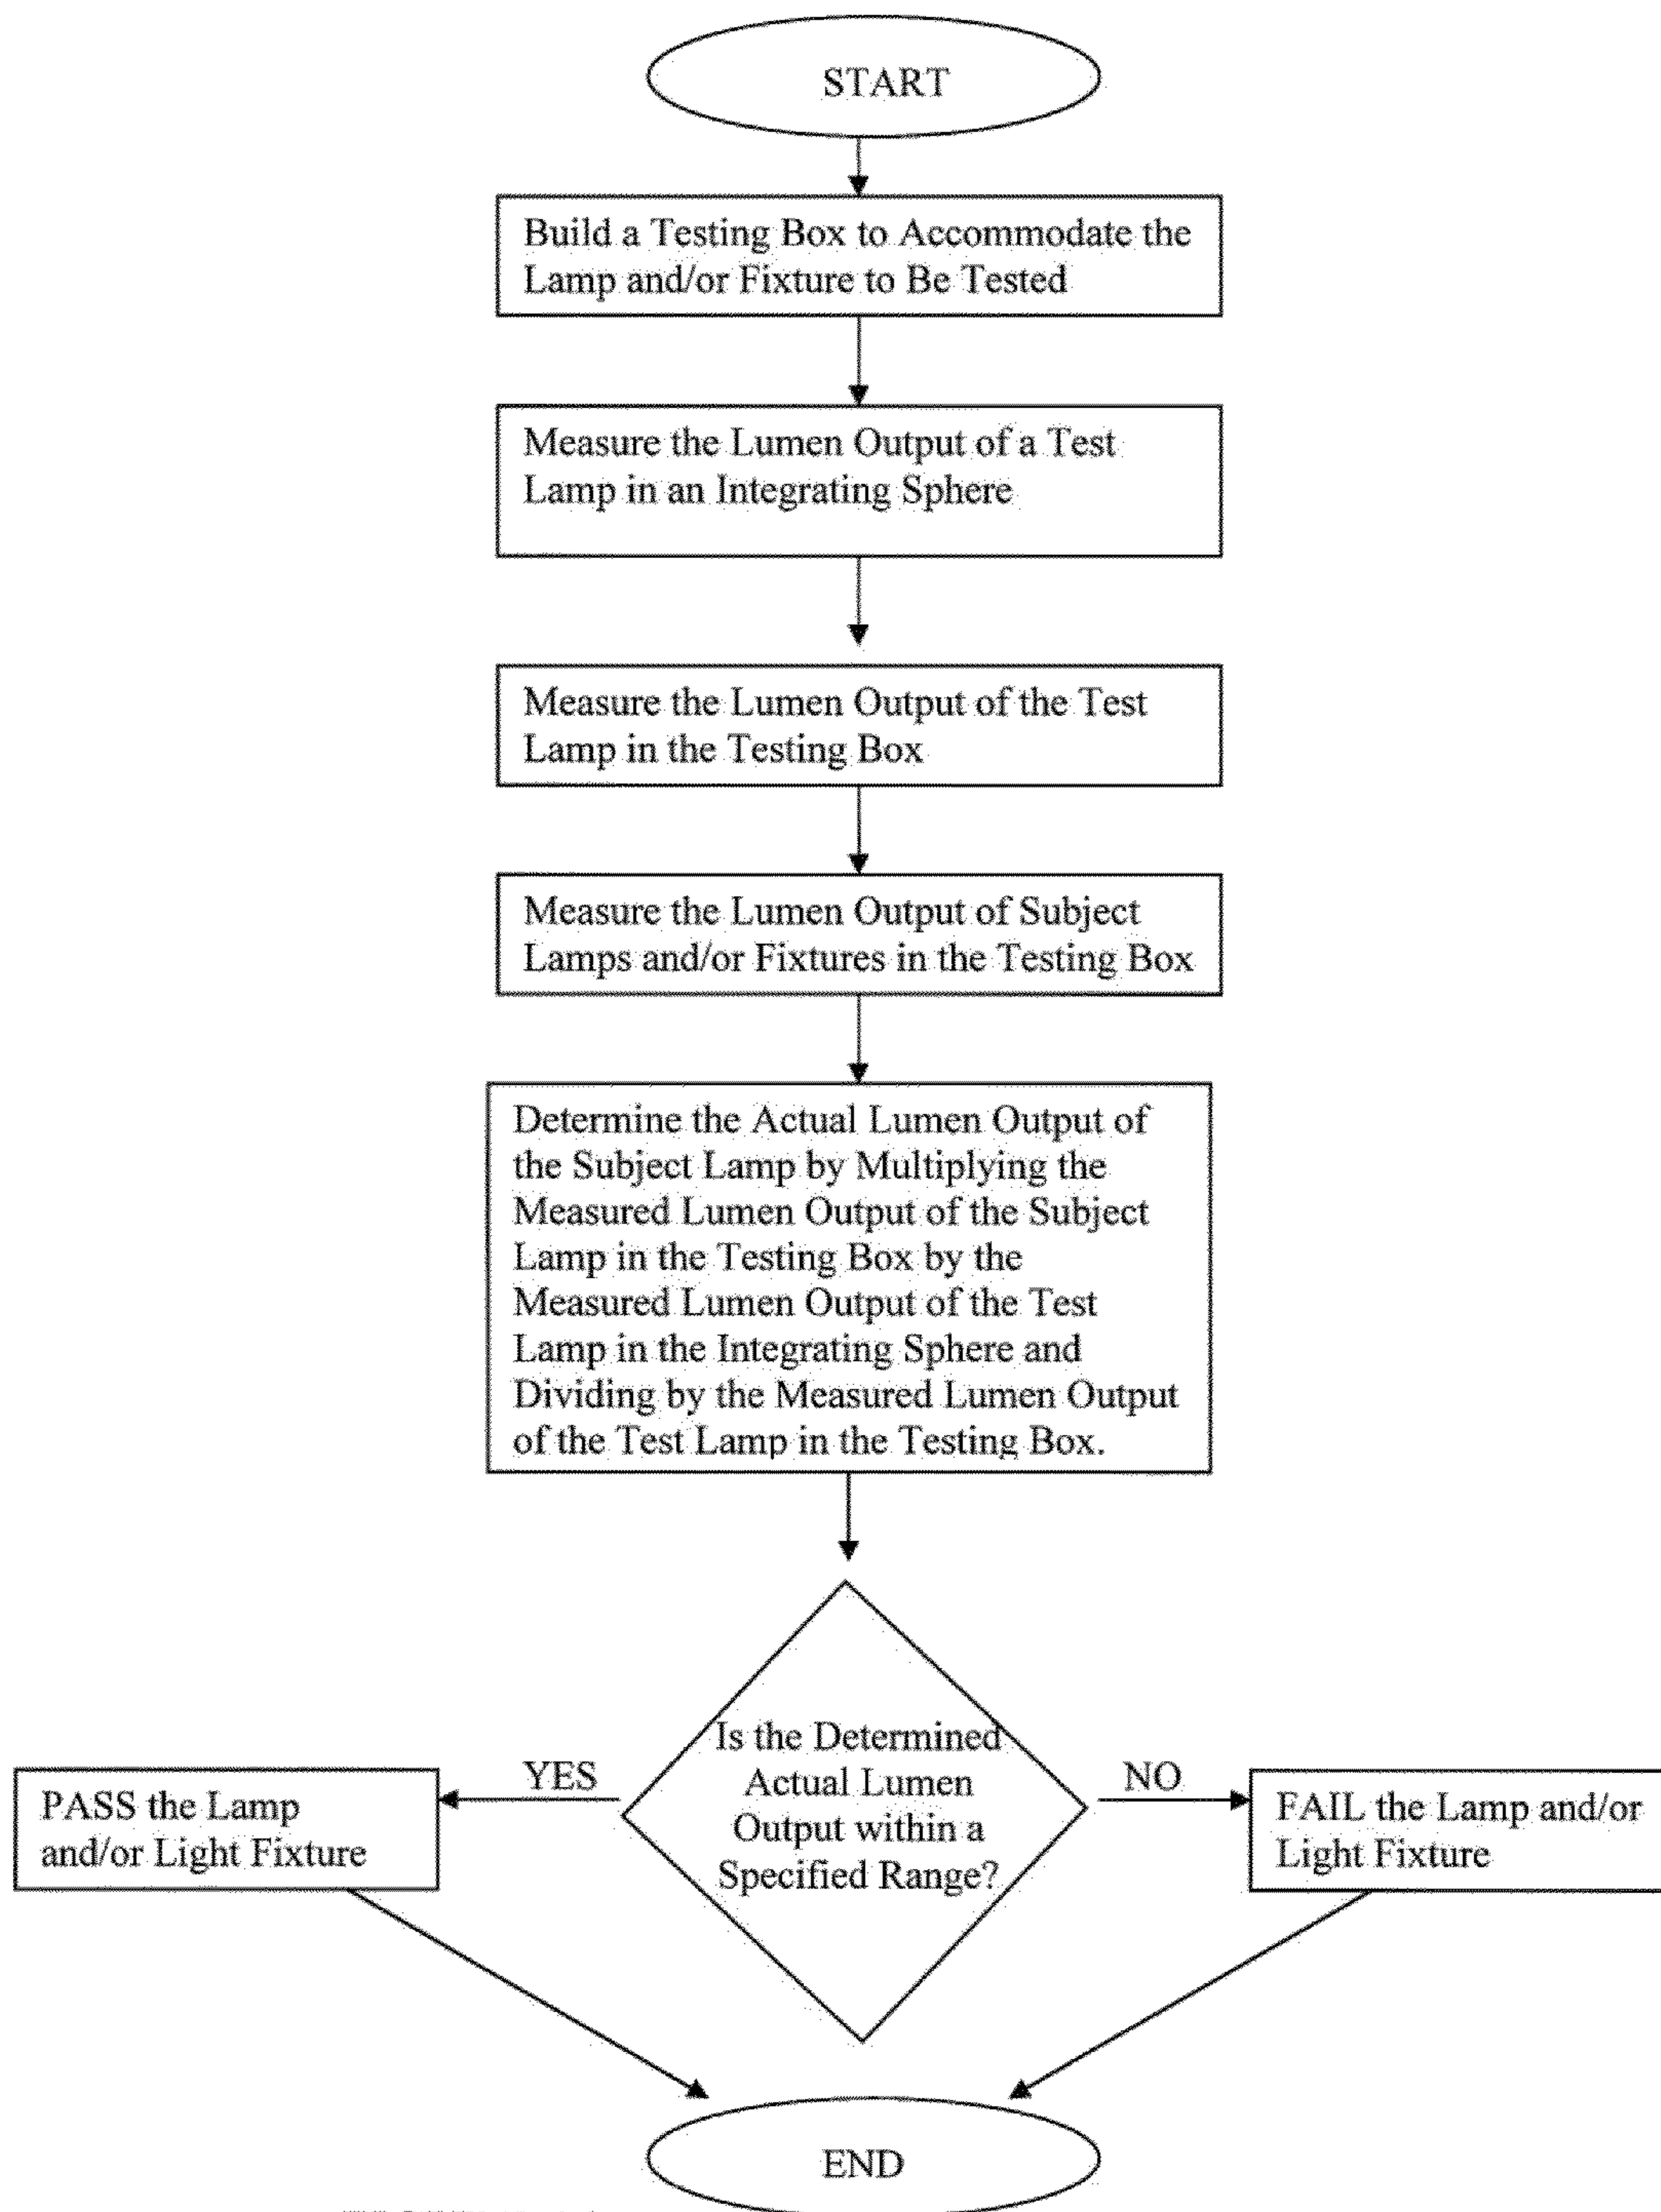 START
Build a Testing Box to Accommodate the
Lamp and/or Fixture to Be Tested
Measure the Lumen Output of a Test
Lamp in an Integrating Sphere
Measure the Lumen Output of the Test
Lamp in the Testing Box
Measure the Lumen Output of Subject
Lamps and/or Fixtures in the Testing Box
Determine the Actual Lumen Output of
the Subject Lamp by Multiplying the
Measured Lumen Output of the Subject
Lamp in the Testing Box by the
Measured Lumen Output of the Test
Lamp in the Integrating Sphere and
Dividing by the Measured Lumen Output
of the Test Lamp in the Testing Box.
Is the Determined
Actual Lumen
Output within a
Specified Range?
YES
NO
PASS the Lamp
and/or Light Fixture
FAIL the Lamp and/or
Light Fixture
END